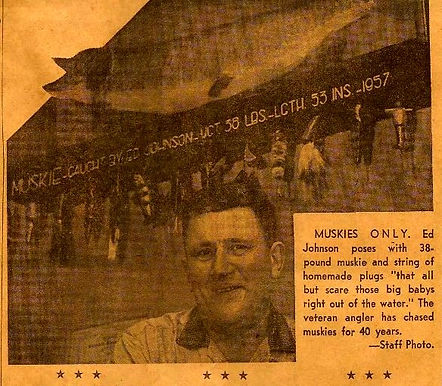 MUSKIE-CAUGHT BY ED JOHNSON-WGT. 38 LBS.-LGTH. 53 INS.-1957
MUSKIES ONLY. Ed
Johnson poses with 38-
pound muskie and string of
homemade plugs "that all
but scare those big babys
right out of the water." The
veteran angler has chased
muskies for 40 years.
—Staff Photo.